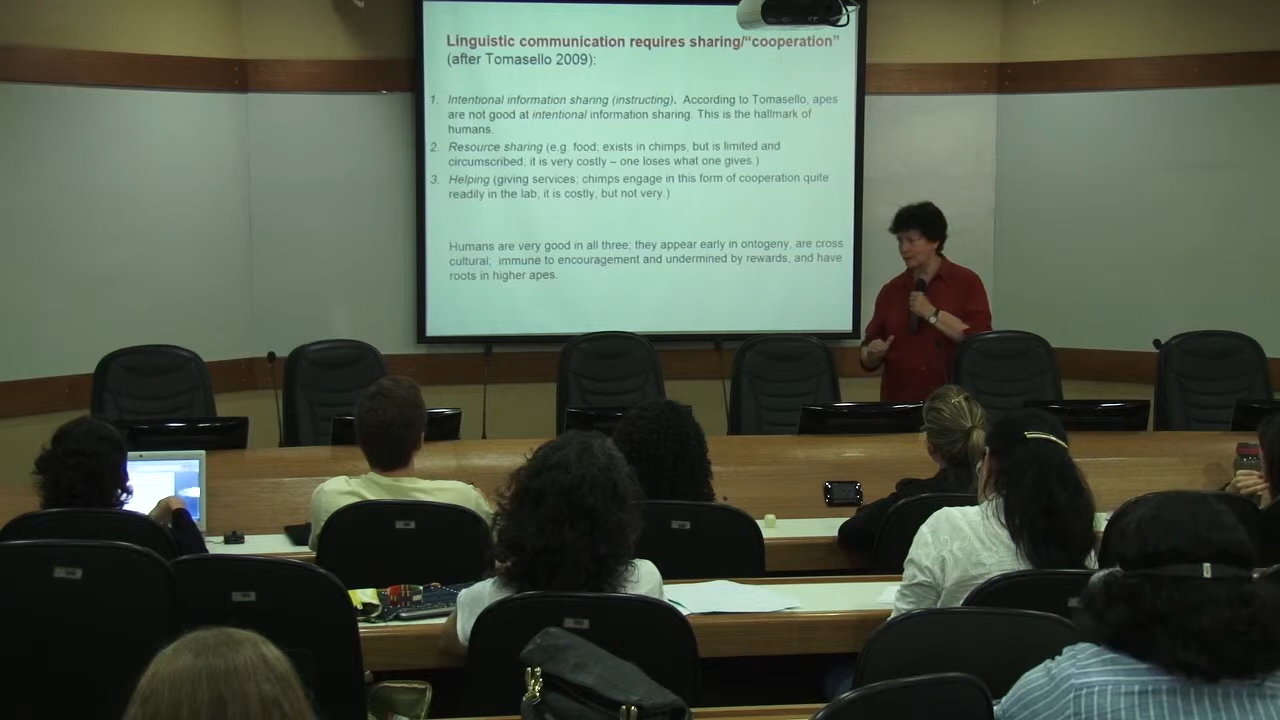 Linguistic communication requires sharing/“cooperation”
(after Tomasello 2009):
1. Intentional information sharing (instructing). According to Tomasello, apes
are not good at intentional information sharing. This is the hallmark of
humans.
2. Resource sharing (e.g. food; exists in chimps, but is limited and
circumscribed; it is very costly – one loses what one gives.)
3. Helping (giving services; chimps engage in this form of cooperation quite
readily in the lab; it is costly, but not very.)
Humans are very good in all three; they appear early in ontogeny, are cross
cultural; immune to encouragement and undermined by rewards, and have
roots in higher apes.